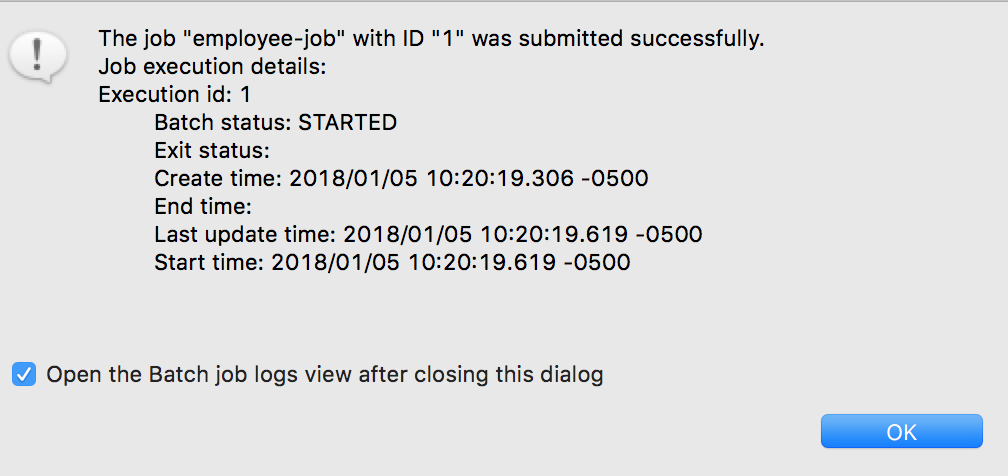 The job "employee-job" with ID "1" was submitted successfully.
Job execution details:
Execution id: 1
Batch status: STARTED
Exit status:
Create time: 2018/01/05 10:20:19.306 -0500
End time:
Last update time: 2018/01/05 10:20:19.619 -0500
Start time: 2018/01/05 10:20:19.619 -0500
Open the Batch job logs view after closing this dialog
OK